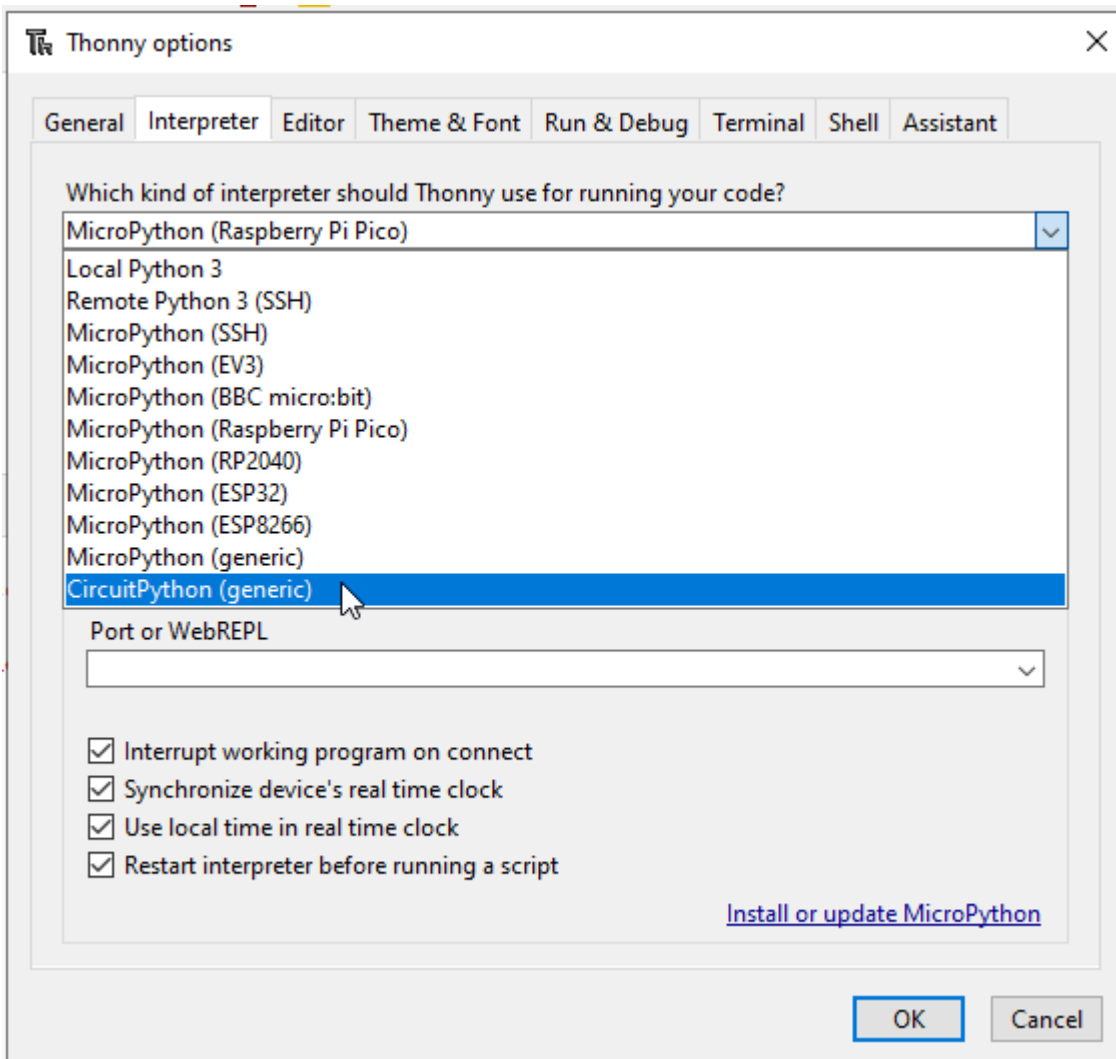 Thonny options
General Interpreter Editor Theme & Font Run & Debug Terminal Shell Assistant
Which kind of interpreter should Thonny use for running your code?
MicroPython (Raspberry Pi Pico)
Local Python 3
Remote Python 3 (SSH)
MicroPython (SSH)
MicroPython (EV3)
MicroPython (BBC micro:bit)
MicroPython (Raspberry Pi Pico)
MicroPython (RP2040)
MicroPython (ESP32)
MicroPython (ESP8266)
MicroPython (generic)
CircuitPython (generic)
Port or WebREPL
Interrupt working program on connect
Synchronize device's real time clock
Use local time in real time clock
Restart interpreter before running a script
Install or update MicroPython
OK Cancel